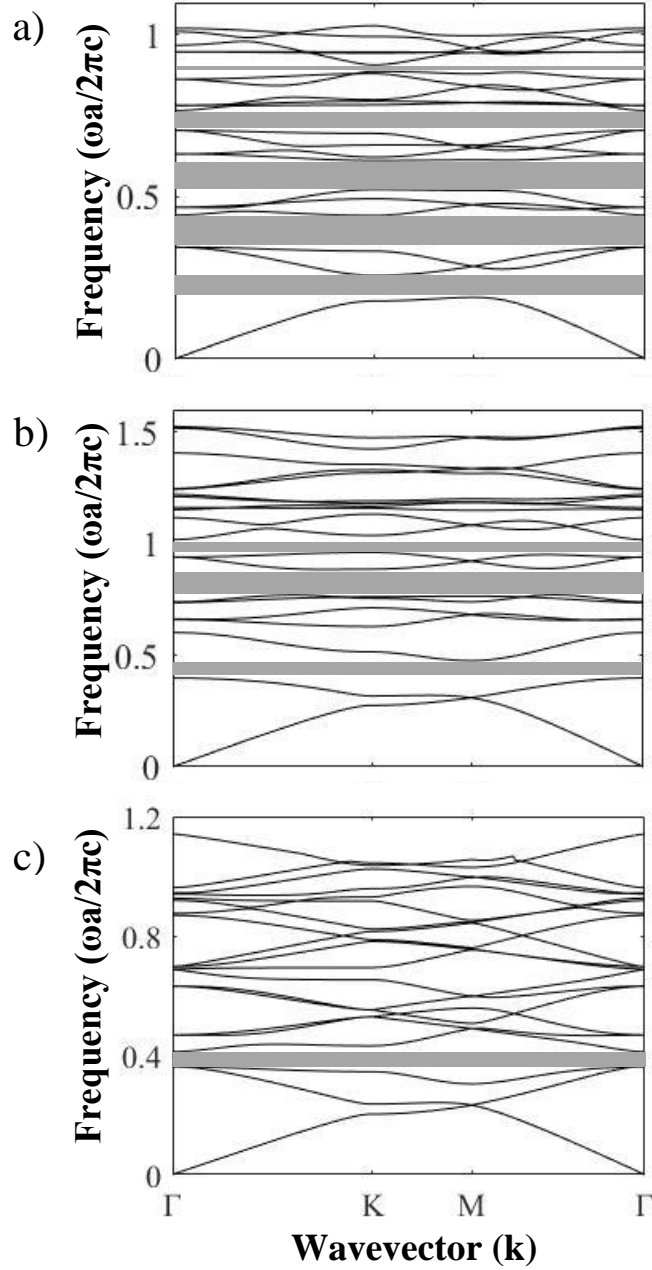 a)
Frequency (ωa/2πc)
1
0.5
0
b)
Frequency (ωa/2πc)
1.5
1
0.5
0
c)
Frequency (ωa/2πc)
1.2
0.8
0.4
0
Γ K M Γ
Wavevector (k)